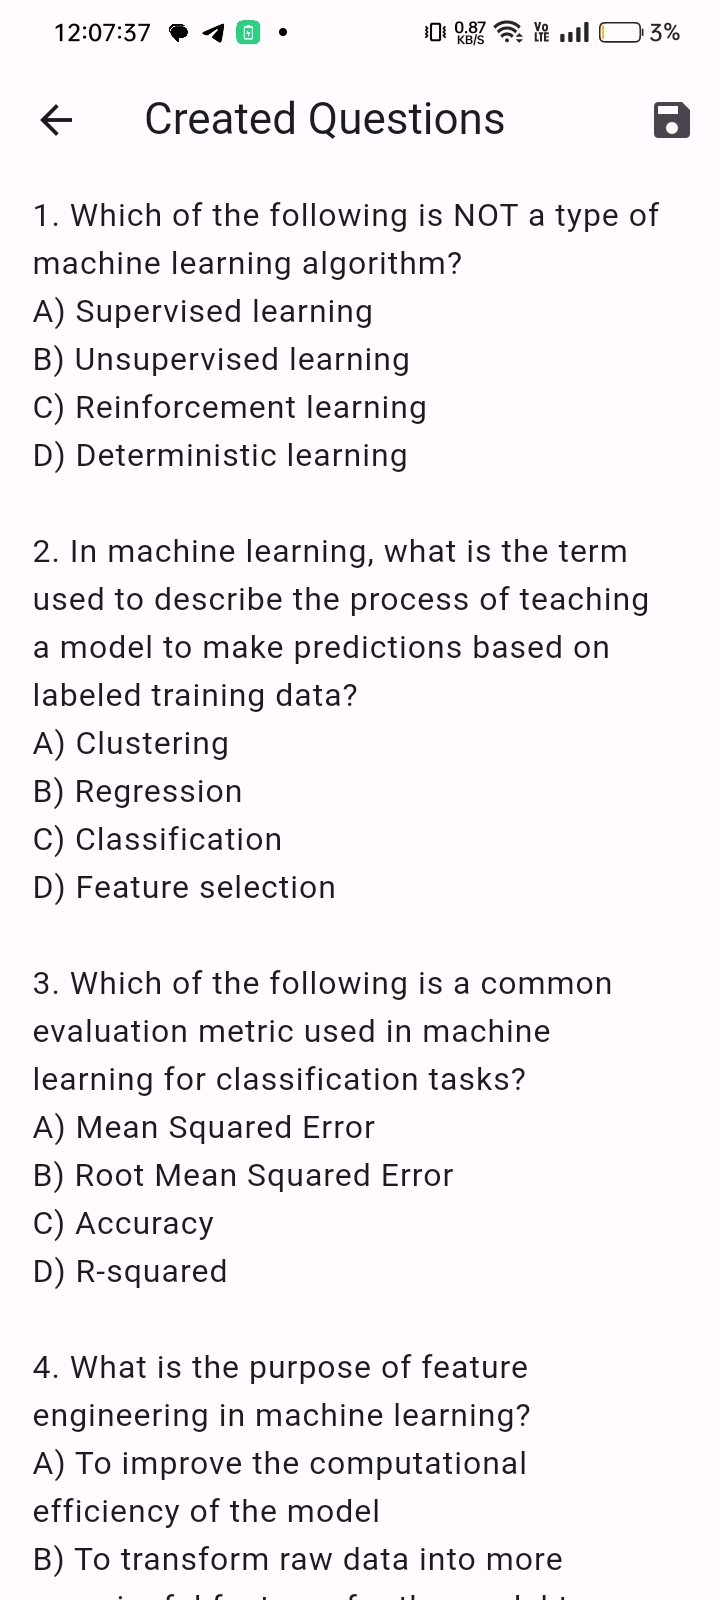 12:07:37 0.87 KB/S Vo LTE 3%
Created Questions
1. Which of the following is NOT a type of
machine learning algorithm?
A) Supervised learning
B) Unsupervised learning
C) Reinforcement learning
D) Deterministic learning
2. In machine learning, what is the term
used to describe the process of teaching
a model to make predictions based on
labeled training data?
A) Clustering
B) Regression
C) Classification
D) Feature selection
3. Which of the following is a common
evaluation metric used in machine
learning for classification tasks?
A) Mean Squared Error
B) Root Mean Squared Error
C) Accuracy
D) R-squared
4. What is the purpose of feature
engineering in machine learning?
A) To improve the computational
efficiency of the model
B) To transform raw data into more